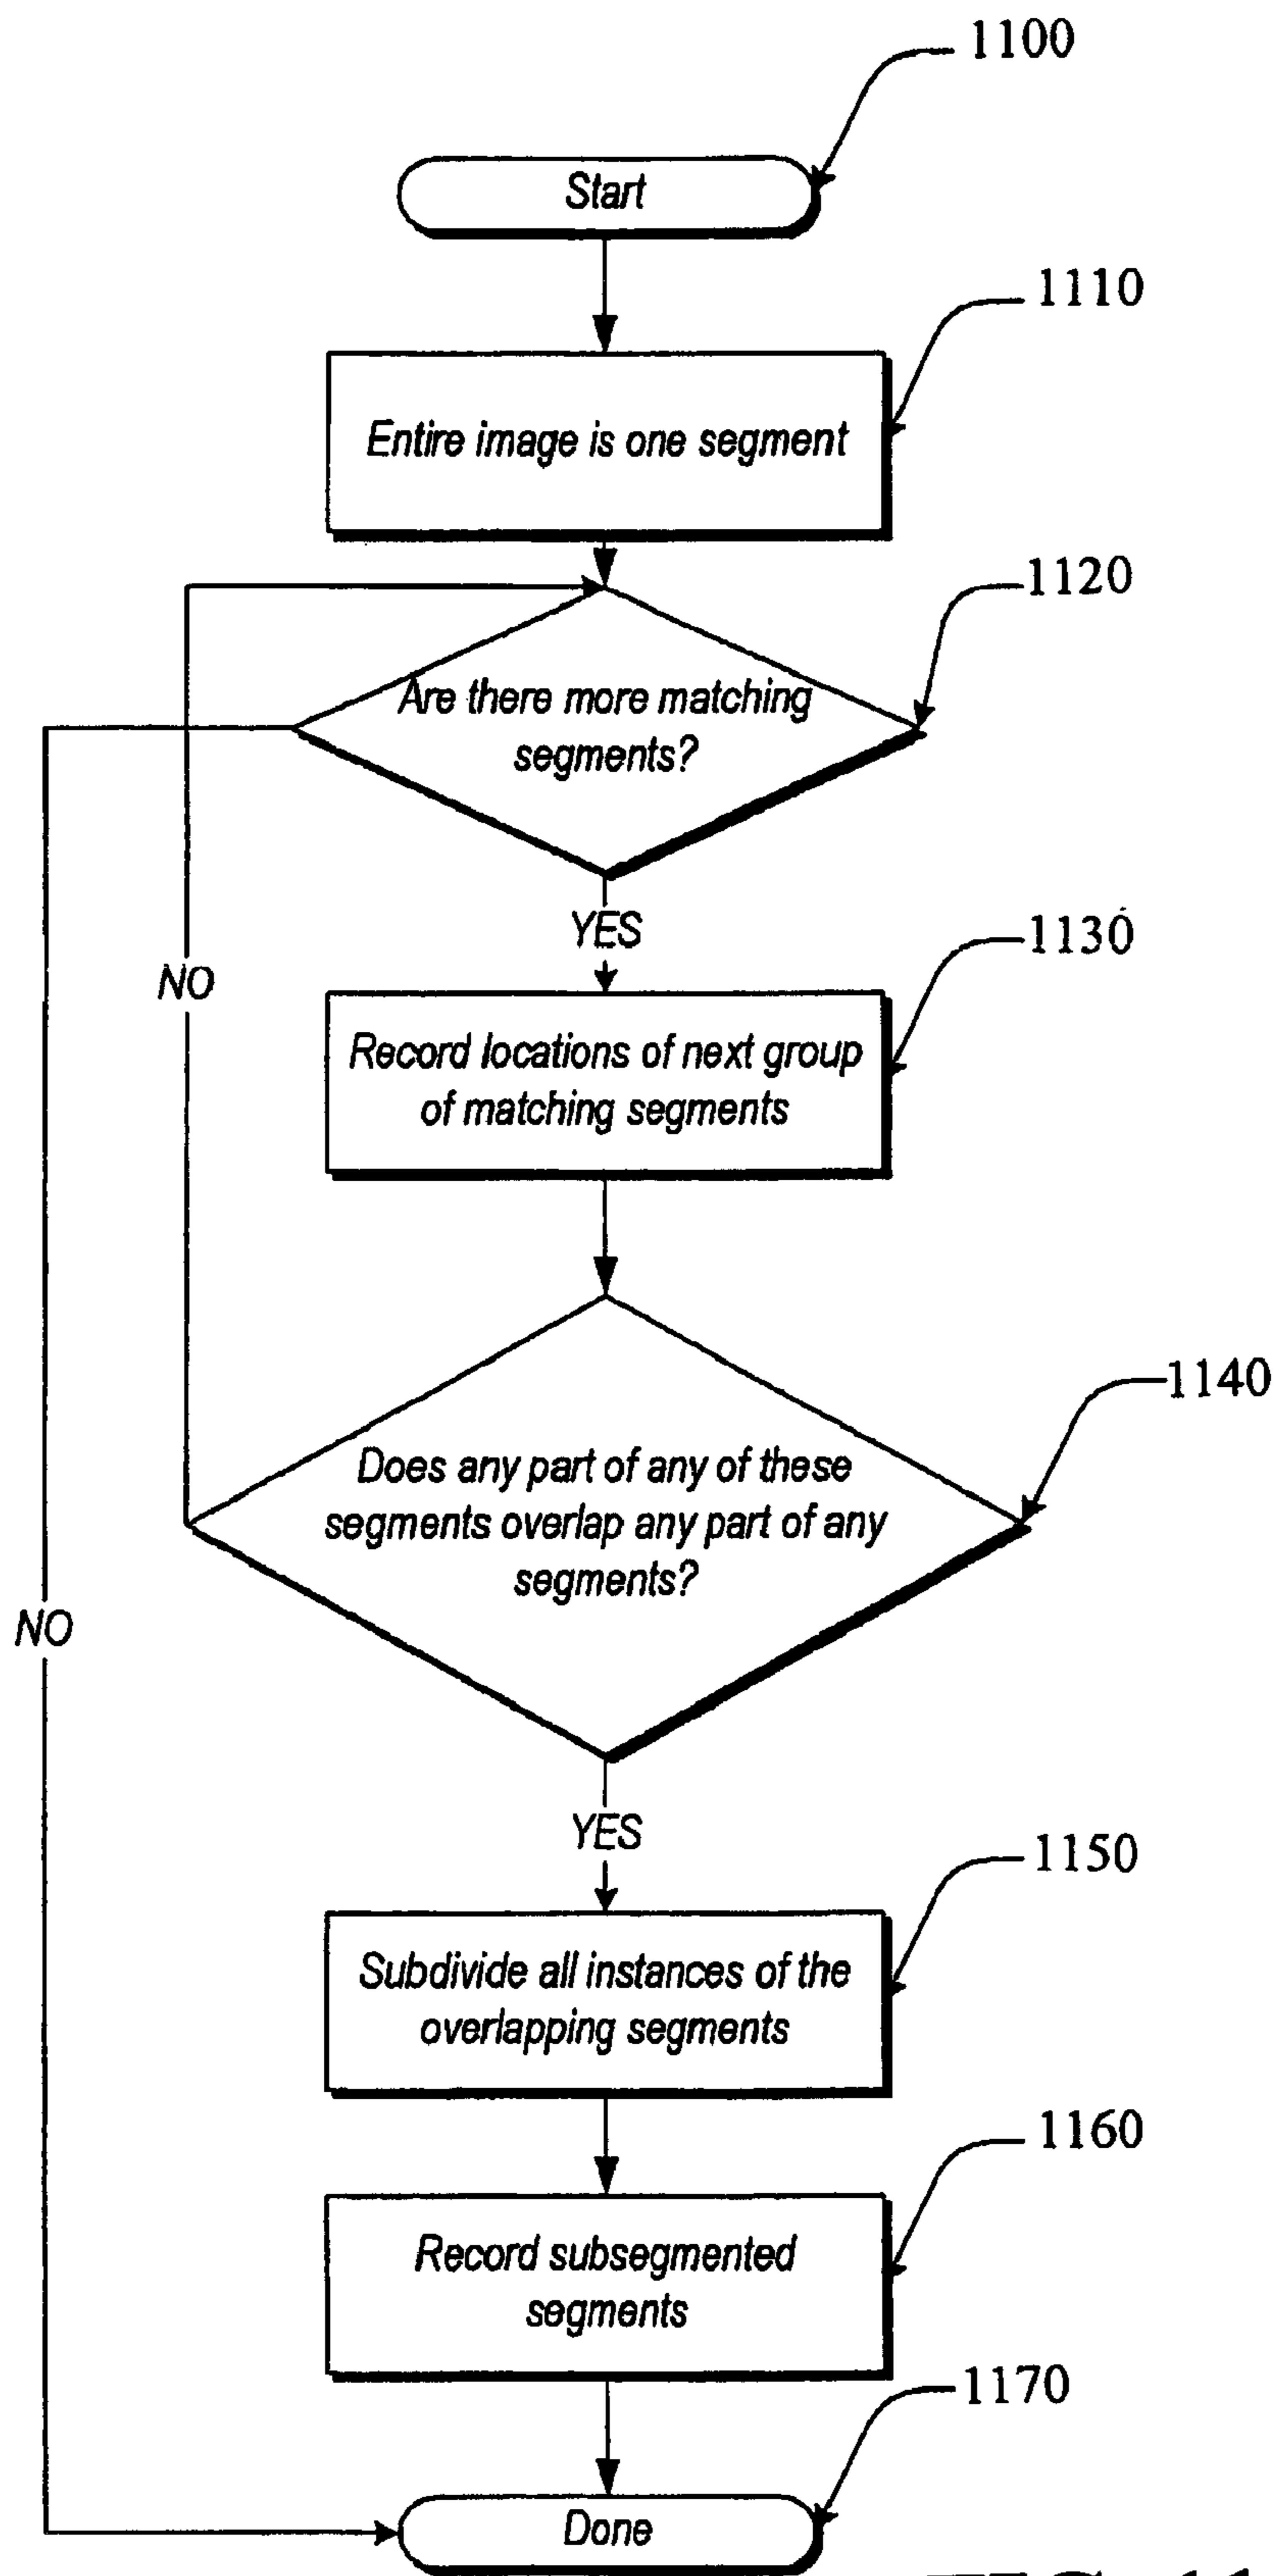 1100
Start
1110
Entire image is one segment
1120
Are there more matching
segments?
YES
1130
NO
Record locations of next group
of matching segments
1140
Does any part of any of these
segments overlap any part of any
segments?
NO
YES
1150
Subdivide all instances of the
overlapping segments
1160
Record subsegmented
segments
1170
Done